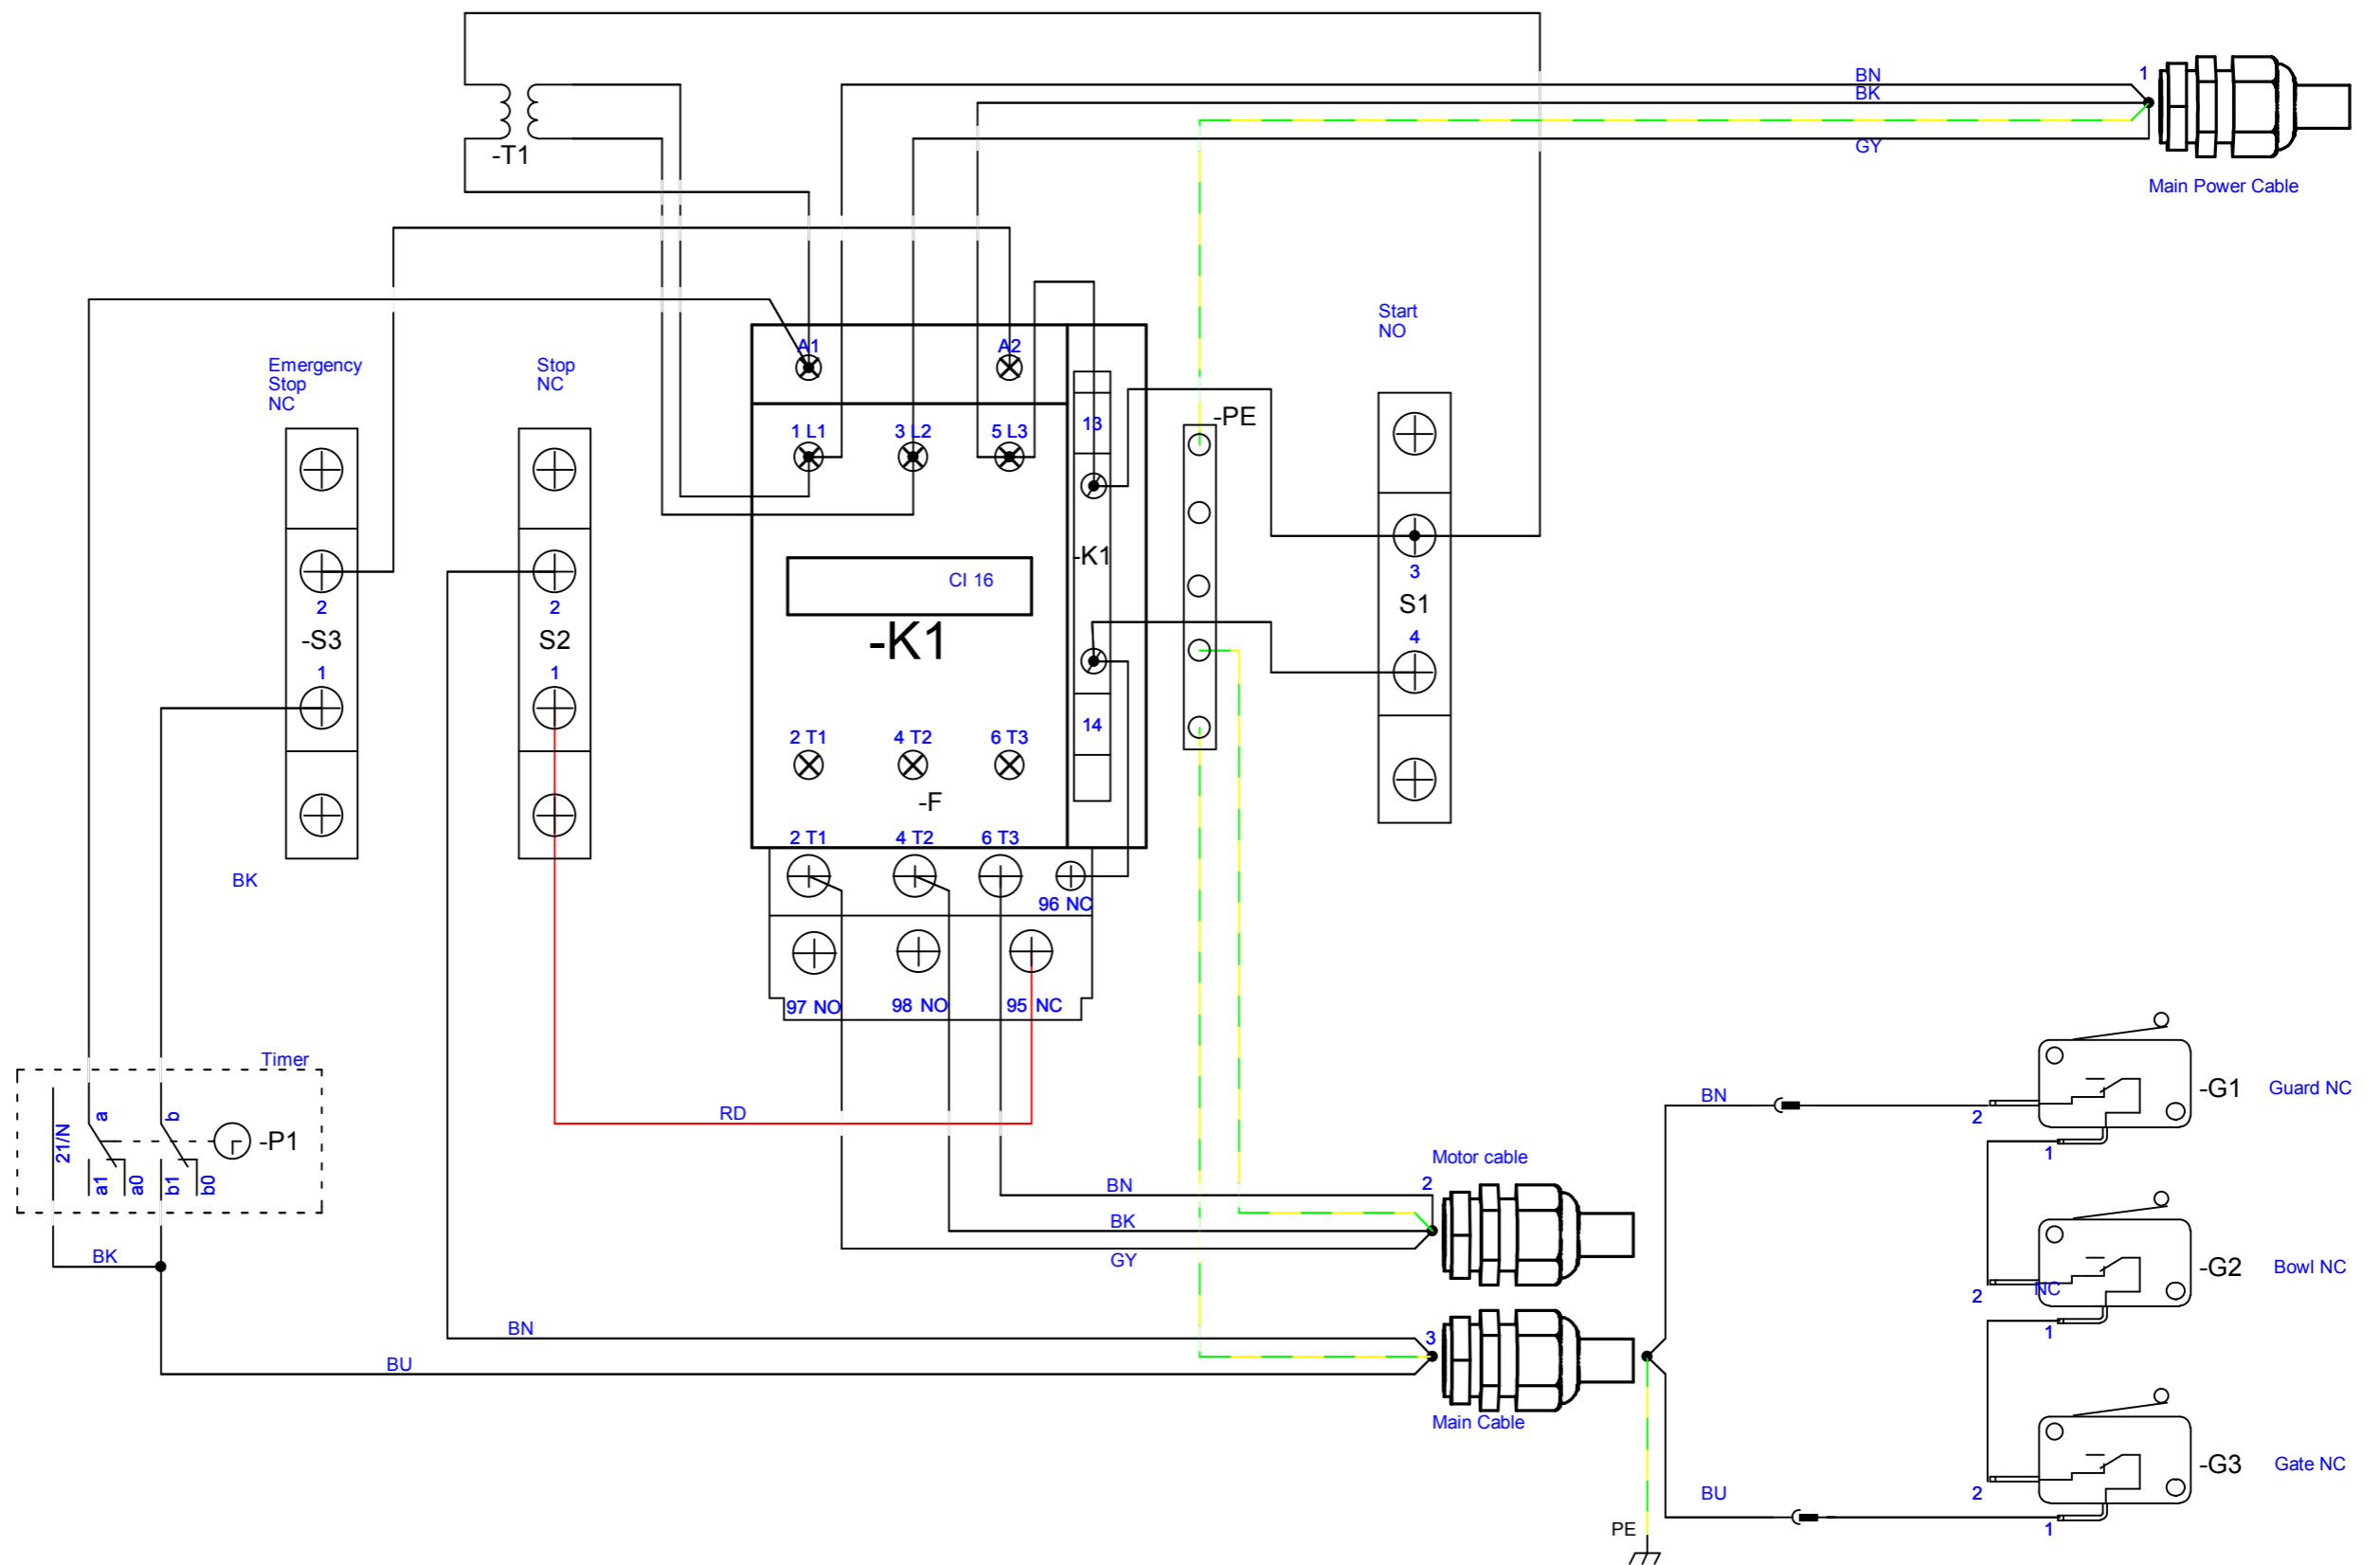 BN
1
BK
-T1
GY
Main Power Cable
Start
NO
A1
A2
Emergency
Stop
NC
Stop
NC
-PE
13
1 L1
3 L2
5 L3
-K1
CI 16
3
2
2
S1
-S3
S2
-K1
4
1
1
14
2 T1
4 T2
6 T3
-F
2 T1
4 T2
6 T3
BK
96 NC
97 NO
98 NO
95 NC
Timer
-G1
Guard NC
BN
2
RD
a
b
21/N
-P1
1
Motor cable
a1
a0
b1
b0
BN
2
BK
BK
GY
-G2
Bowl NC
NC
2
BN
3
1
BU
Main Cable
-G3
Gate NC
BU
2
PE
1